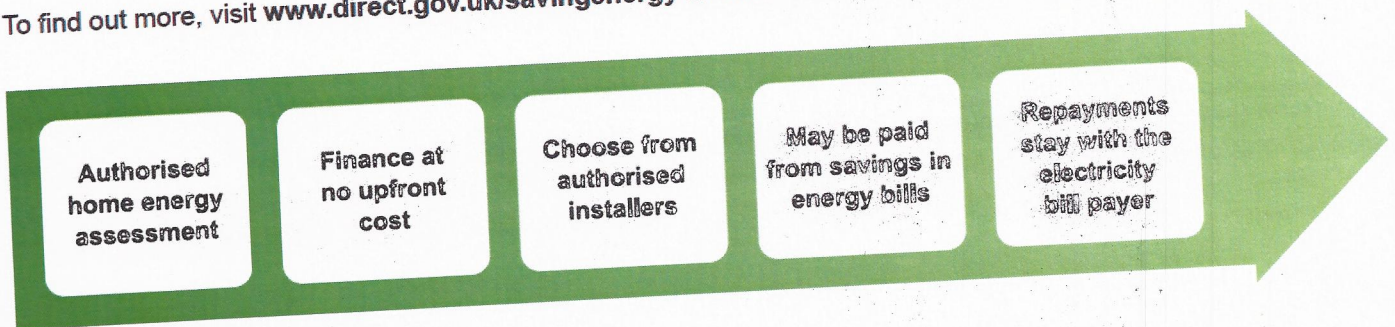 To find out more, visit www.direct.gov.uk/savingenergy
Authorised
home energy
assessment
Finance at
no upfront
cost
Choose from
authorised
installers
May be paid
from savings in
energy bills
Repayments
stay with the
electricity
bill payer